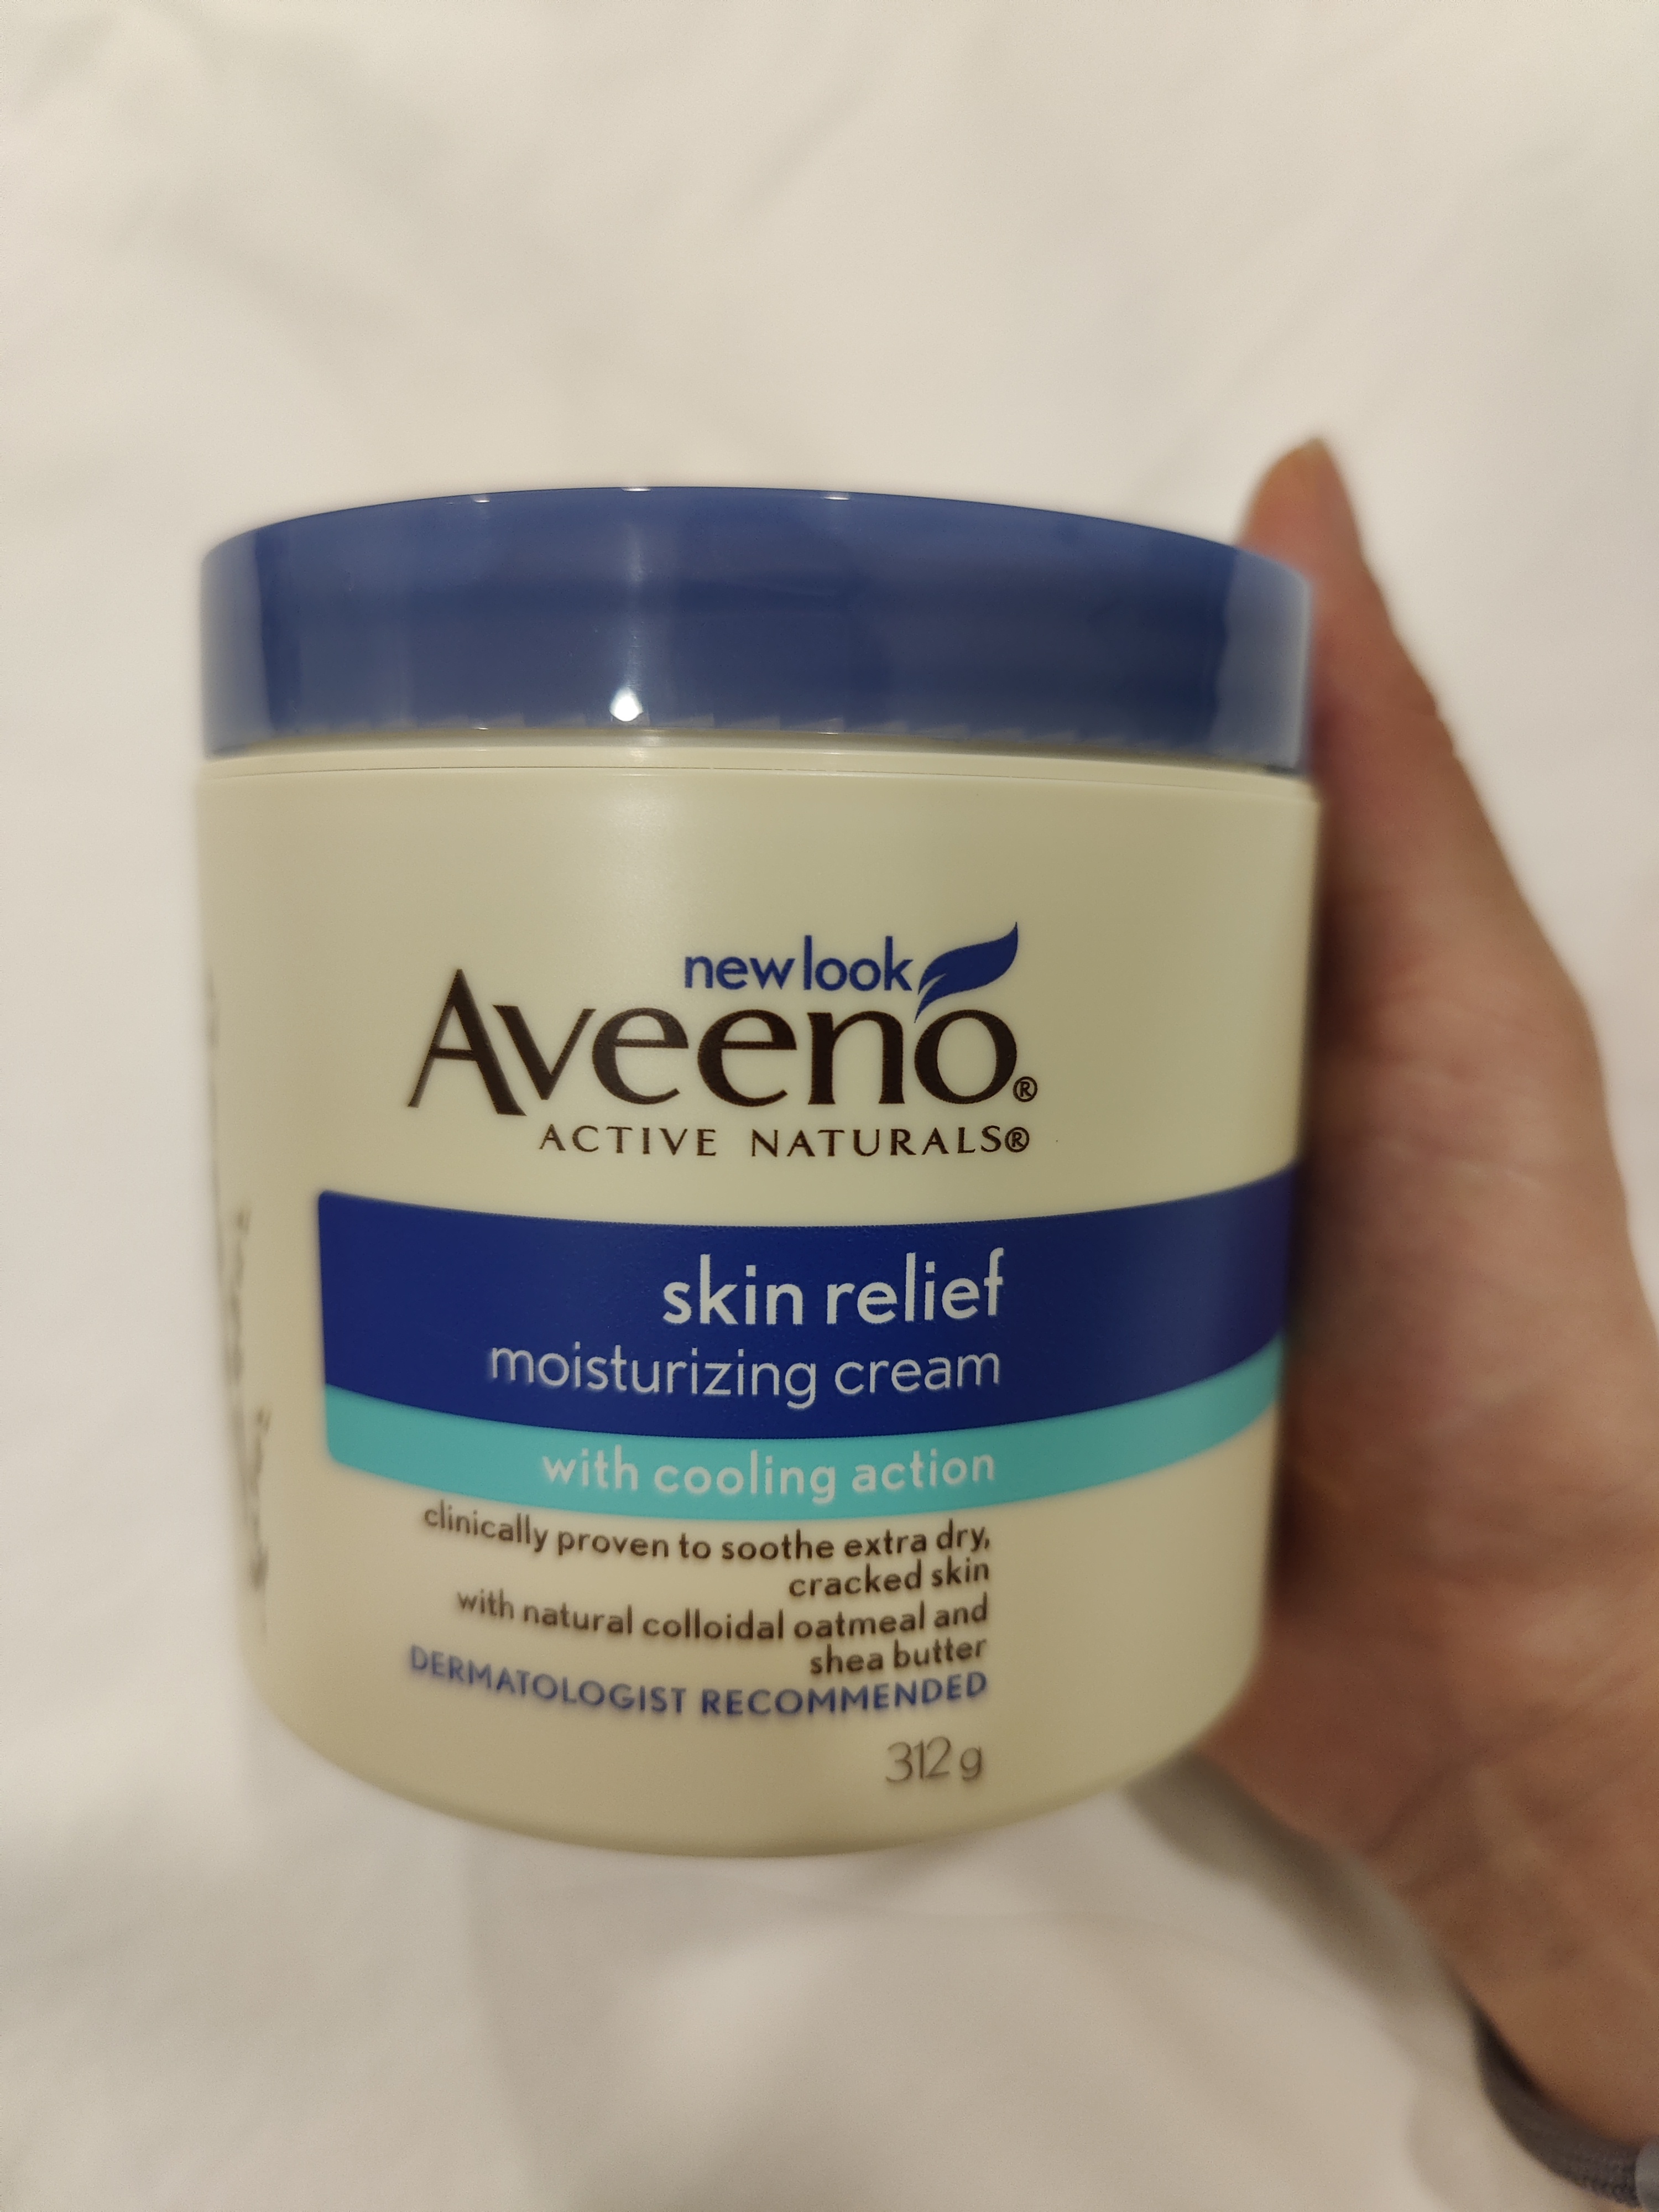 new look
Aveeno®
ACTIVE NATURALS®
skin relief
moisturizing cream
with cooling action
clinically proven to soothe extra dry,
cracked skin
with natural colloidal oatmeal and
shea butter
DERMATOLOGIST RECOMMENDED
312 g